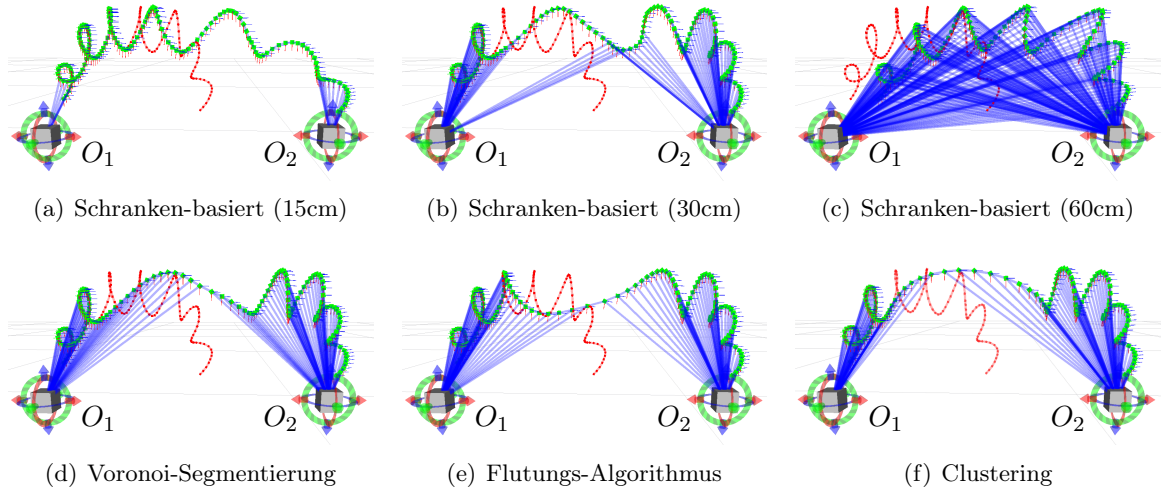 O₁ O₂ O₁ O₂ O₁ O₂
(a) Schranken-basiert (15cm) (b) Schranken-basiert (30cm) (c) Schranken-basiert (60cm)
O₁ O₂ O₁ O₂ O₁ O₂
(d) Voronoi-Segmentierung (e) Flutungs-Algorithmus (f) Clustering